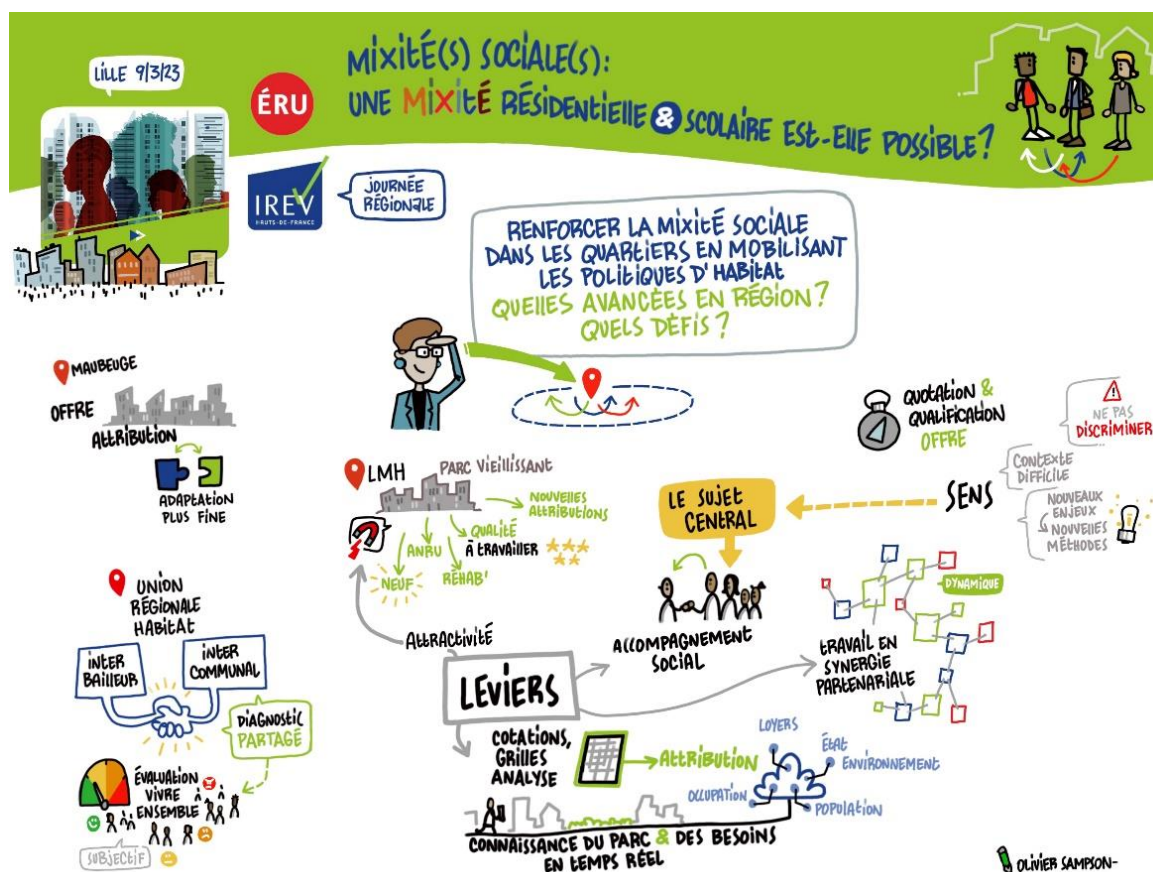 LILLE 9/3/23
ÉRU
MIXITÉ(S) SOCIALE(S):
UNE MIXITÉ RÉSIDENTIELLE & SCOLAIRE EST-ELLE POSSIBLE?
IREV
HAUTS-DE-FRANCE
JOURNÉE
RÉGIONALE
RENFORCER LA MIXITÉ SOCIALE
DANS LES QUARTIERS EN MOBILISANT
LES POLITIQUES D'HABITAT
QUELLES AVANCÉES EN RÉGION?
QUELS DÉFIS?
MAUBEUGE
OFFRE
ATTRIBUTION
ADAPTATION
PLUS FINE
LMH
PARC VIEILLISSANT
NOUVELLES
ATTRIBUTIONS
QUALITÉ
À TRAVAILLER
ANRU
NEUF
RÉHAB'
ATTRACTIVITÉ
LE SUJET
CENTRAL
QUOTATION &
QUALIFICATION
OFFRE
NE PAS
DISCRIMINER
SENS
CONTEXTE
DIFFICILE
NOUVEAUX
ENJEUX
NOUVELLES
MÉTHODES
UNION
RÉGIONALE
HABITAT
INTER
BAILLEUR
INTER
COMMUNAL
DIAGNOSTIC
PARTAGÉ
ÉVALUATION
VIVRE
ENSEMBLE
SUBJECTIF
LEVIERS
ACCOMPAGNEMENT
SOCIAL
DYNAMIQUE
TRAVAIL EN
SYNERGIE
PARTENARIALE
COTATIONS,
GRILLES
ANALYSE
ATTRIBUTION
LOYERS
ÉTAT
ENVIRONNEMENT
OCCUPATION
POPULATION
CONNAISSANCE DU PARC & DES BESOINS
EN TEMPS RÉEL
OLIVIER SAMPSON-